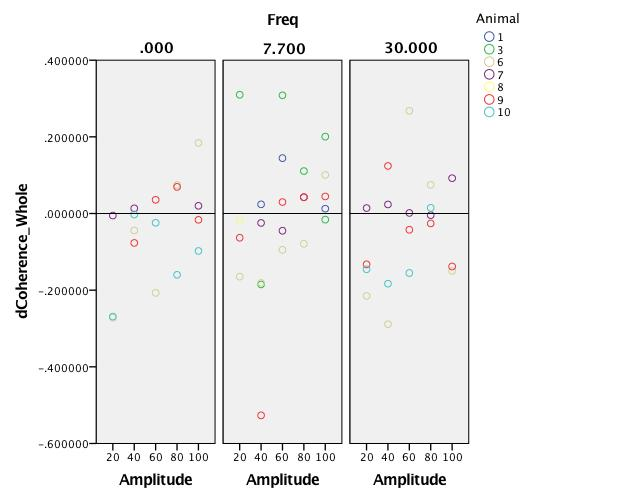 Freq
.000 7.700 30.000
Animal
1
3
6
7
8
9
10
dCoherence_Whole
.400000
.200000
.000000
-.200000
-.400000
-.600000
20 40 60 80 100 20 40 60 80 100 20 40 60 80 100
Amplitude Amplitude Amplitude